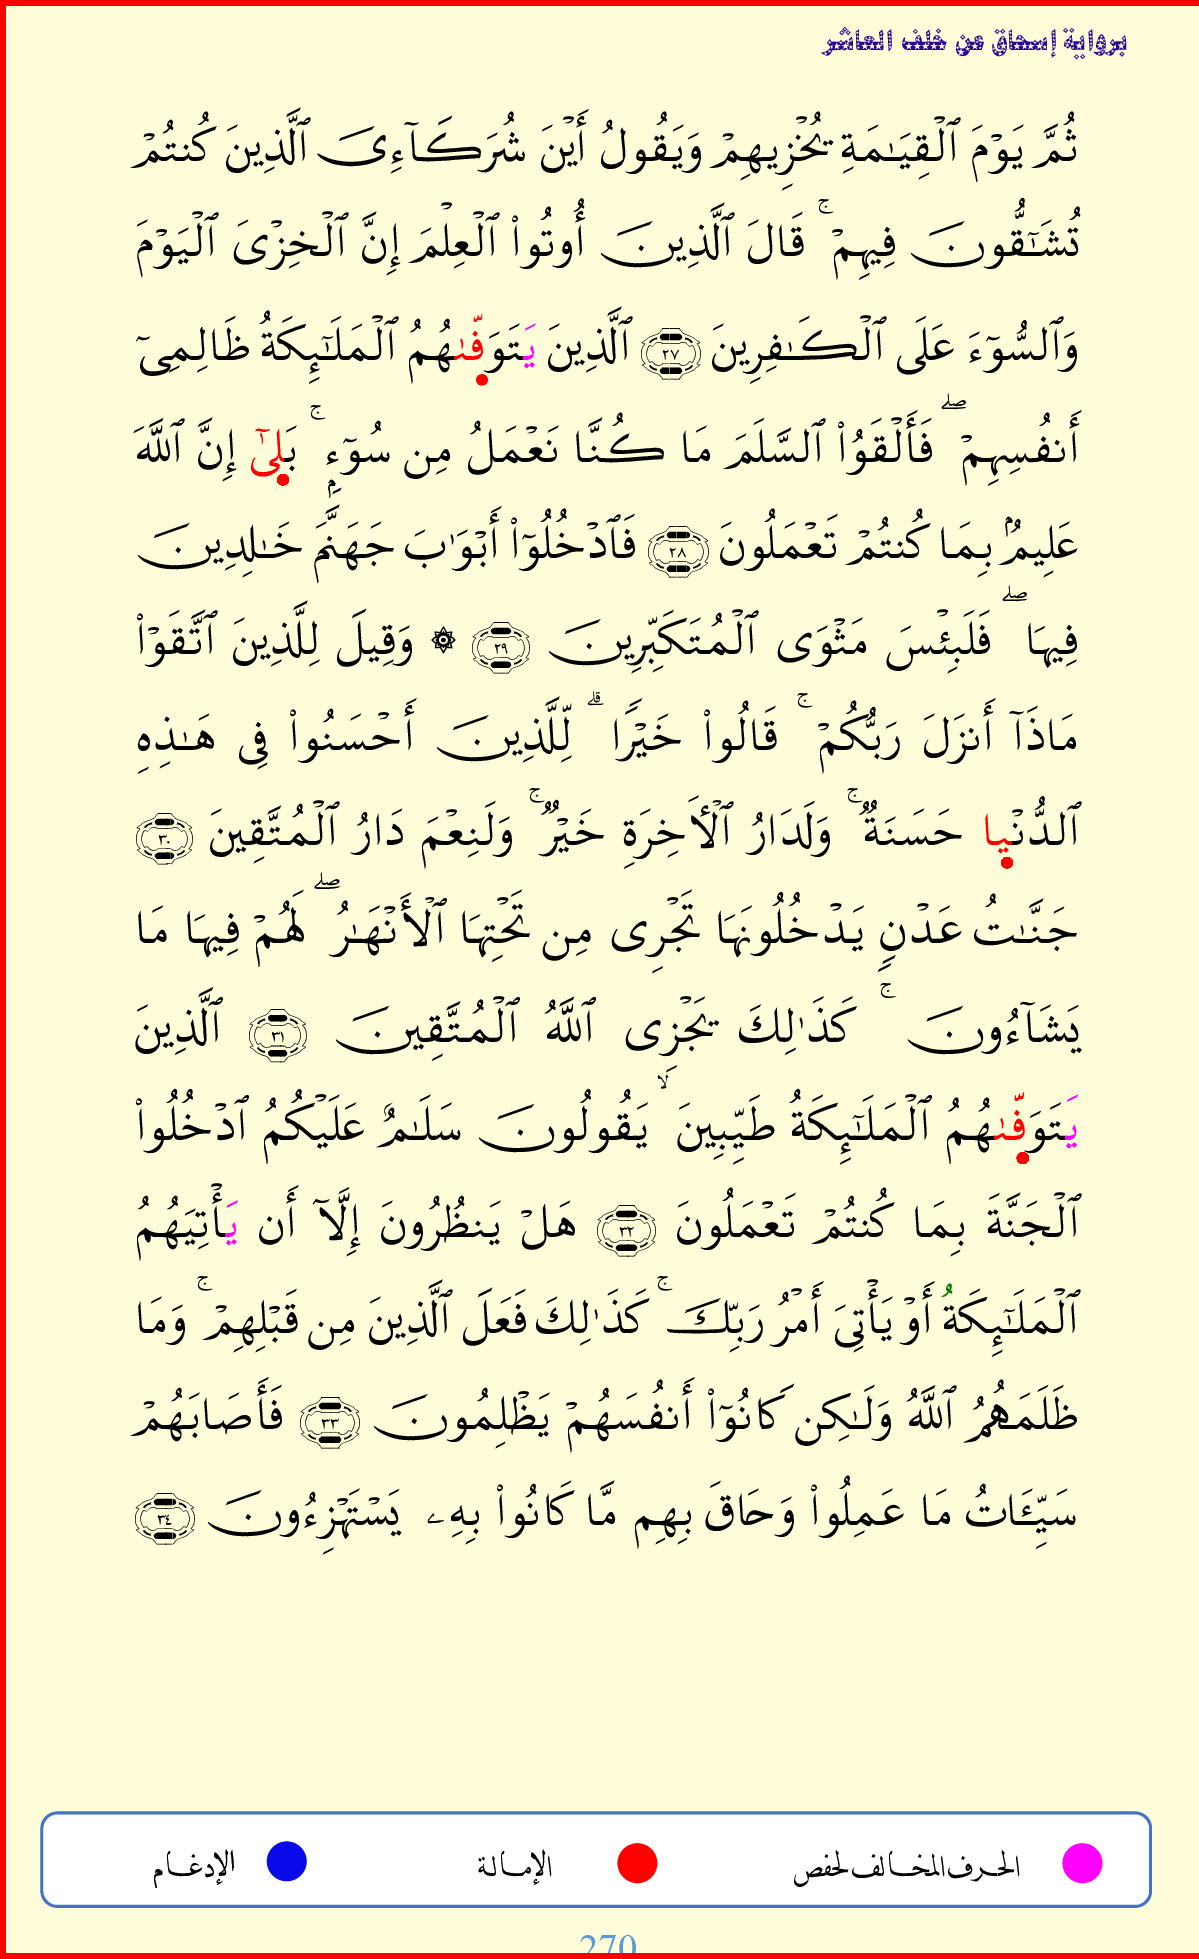 برواية إسحاق عن خلف العاشر
ثُمَّ يَوْمَ ٱلْقِيَـٰمَةِ يُخْزِيهِمْ وَيَقُولُ أَيْنَ شُرَكَآءِىَ ٱلَّذِينَ كُنتُمْ
تُشَـٰٓقُّونَ فِيهِمْ ۚ قَالَ ٱلَّذِينَ أُوتُوا۟ ٱلْعِلْمَ إِنَّ ٱلْخِزْىَ ٱلْيَوْمَ
وَٱلسُّوٓءَ عَلَى ٱلْكَـٰفِرِينَ ٢٧ ٱلَّذِينَ يَتَوَفّىٰهُمُ ٱلْمَلَـٰٓئِكَةُ ظَالِمِىٓ
أَنفُسِهِمْ ۖ فَأَلْقَوُا۟ ٱلسَّلَمَ مَا كُنَّا نَعْمَلُ مِن سُوٓءٍۭ ۚ بَلىٰٓ إِنَّ ٱللَّهَ
عَلِيمٌۢ بِمَا كُنتُمْ تَعْمَلُونَ ٢٨ فَٱدْخُلُوٓا۟ أَبْوَٰبَ جَهَنَّمَ خَـٰلِدِينَ
فِيهَا ۖ فَلَبِئْسَ مَثْوَى ٱلْمُتَكَبِّرِينَ ٢٩ ۞ وَقِيلَ لِلَّذِينَ ٱتَّقَوْا۟
مَاذَآ أَنزَلَ رَبُّكُمْ ۚ قَالُوا۟ خَيْرًا ۗ لِّلَّذِينَ أَحْسَنُوا۟ فِى هَـٰذِهِ
ٱلدُّنْيا حَسَنَةٌ ۚ وَلَدَارُ ٱلْأَخِرَةِ خَيْرٌ ۚ وَلَنِعْمَ دَارُ ٱلْمُتَّقِينَ ٣٠
جَنَّـٰتُ عَدْنٍ يَدْخُلُونَهَا تَجْرِى مِن تَحْتِهَا ٱلْأَنْهَـٰرُ ۖ لَهُمْ فِيهَا مَا
يَشَآءُونَ ۚ كَذَٰلِكَ يَجْزِى ٱللَّهُ ٱلْمُتَّقِينَ ٣١ ٱلَّذِينَ
يَتَوَفّىٰهُمُ ٱلْمَلَـٰٓئِكَةُ طَيِّبِينَ ۙ يَقُولُونَ سَلَـٰمٌ عَلَيْكُمُ ٱدْخُلُوا۟
ٱلْجَنَّةَ بِمَا كُنتُمْ تَعْمَلُونَ ٣٢ هَلْ يَنظُرُونَ إِلَّآ أَن يَأْتِيَهُمُ
ٱلْمَلَـٰٓئِكَةُ أَوْ يَأْتِىَ أَمْرُ رَبِّكَ ۚ كَذَٰلِكَ فَعَلَ ٱلَّذِينَ مِن قَبْلِهِمْ ۚ وَمَا
ظَلَمَهُمُ ٱللَّهُ وَلَـٰكِن كَانُوٓا۟ أَنفُسَهُمْ يَظْلِمُونَ ٣٣ فَأَصَابَهُمْ
سَيِّـَٔاتُ مَا عَمِلُوا۟ وَحَاقَ بِهِم مَّا كَانُوا۟ بِهِۦ يَسْتَهْزِءُونَ ٣٤
الحرف المخالف لحفص الإمالة الإدغام
270